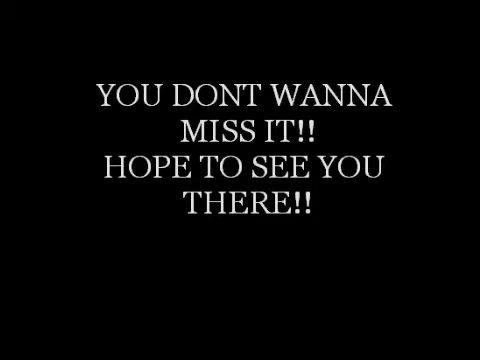 YOU DONT WANNA
MISS IT!!
HOPE TO SEE YOU
THERE!!